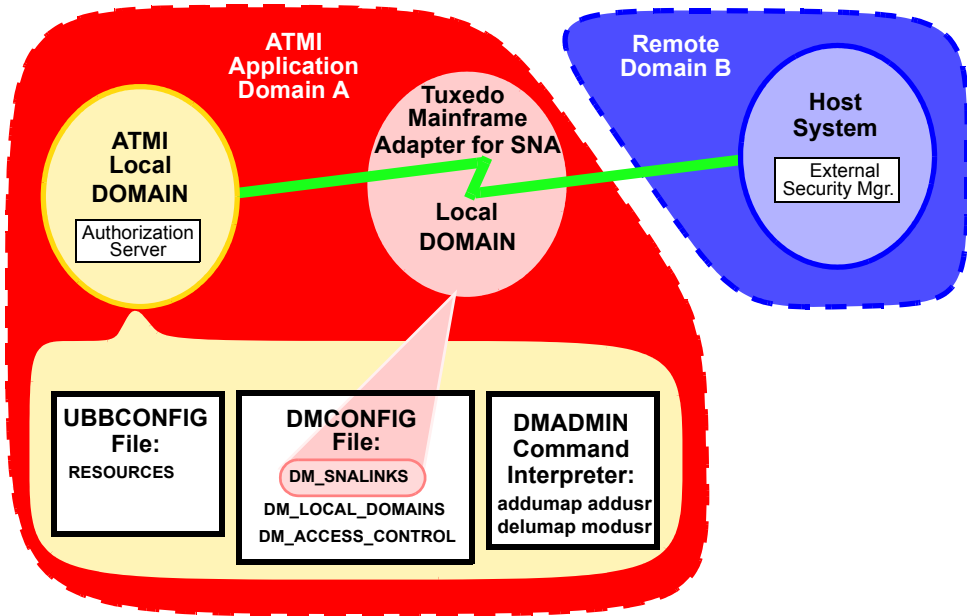 ATMI
Application
Domain A
Remote
Domain B
Tuxedo
Mainframe
Adapter for SNA
Local
DOMAIN
ATMI
Local
DOMAIN
Authorization
Server
Host
System
External
Security Mgr.
UBBCONFIG
File:
RESOURCES
DMCONFIG
File:
DM_SNALINKS
DM_LOCAL_DOMAINS
DM_ACCESS_CONTROL
DMADMIN
Command
Interpreter:
addumap addusr
delumap modusr